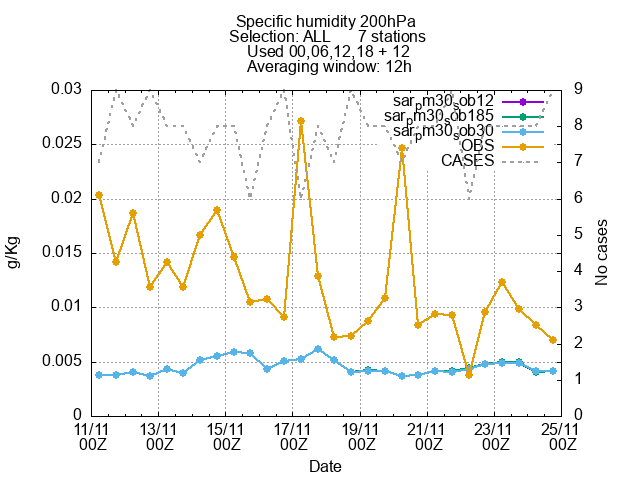 Specific humidity 200hPa
Selection: ALL 7 stations
Used 00,06,12,18 + 12
Averaging window: 12h
0.03
0.025
0.02
0.015
0.01
0.005
0
g/Kg
9
8
7
6
5
4
3
2
1
0
No cases
sarpm30sob12
sarpm30sob185
sarpm30sob30
OBS
CASES
11/11 13/11 15/11 17/11 19/11 21/11 23/11 25/11
00Z 00Z 00Z 00Z 00Z 00Z 00Z 00Z
Date